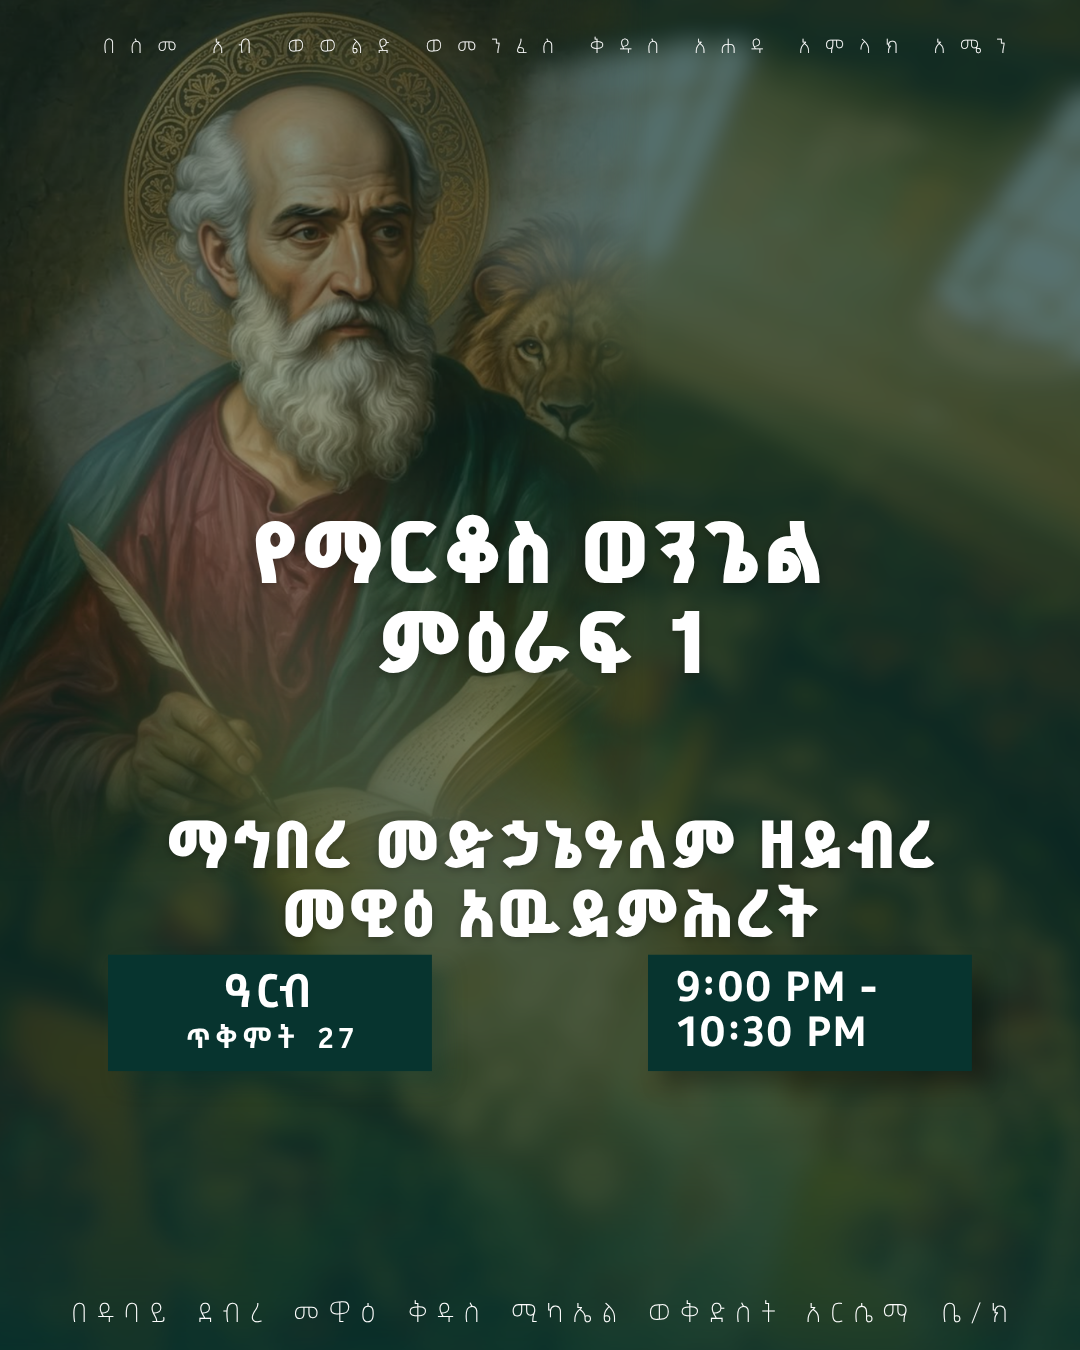 በስመ አብ ወወልድ ወመንፈስ ቅዱስ አሐዱ አምላክ አሜን
የማርቆስ ወንጌል
ምዕራፍ 1
ማኅበረ መድኃኔዓለም ዘደብረ
መዊዕ አዉደምሕረት
ዓርብ
ጥቅምት 27
9:00 PM -
10:30 PM
በዱባይ ደብረ መዊዕ ቅዱስ ሚካኤል ወቅድስት አርሴማ ቤ/ክ